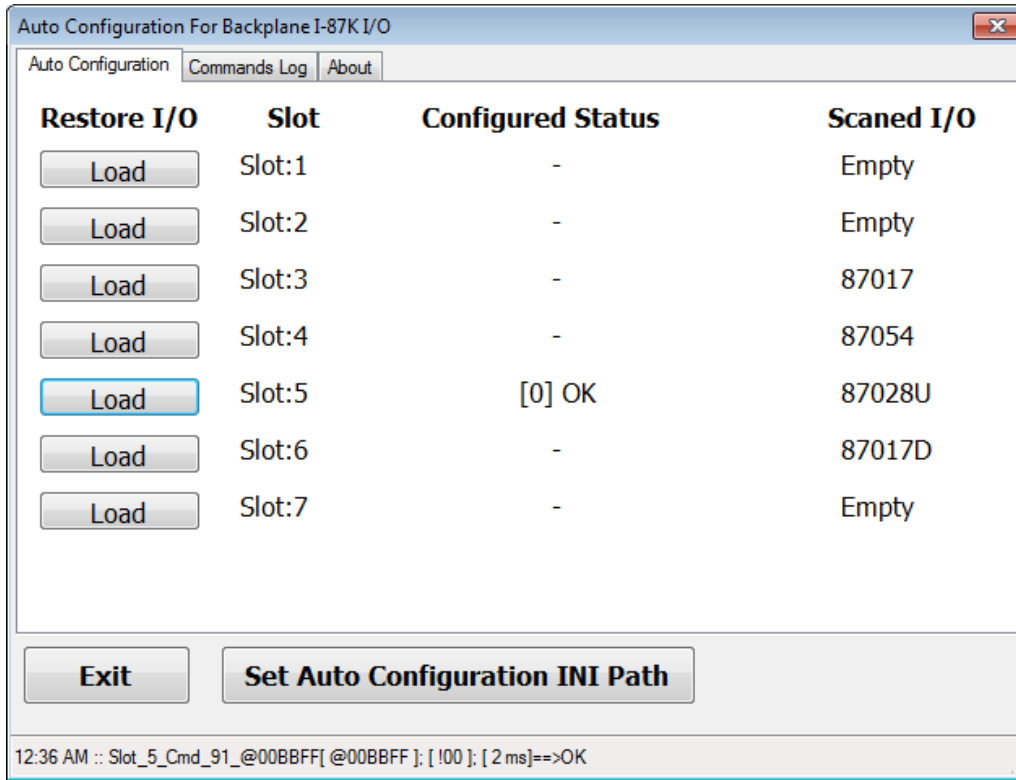 Auto Configuration For Backplane I-87K I/O
Auto Configuration Commands Log About
Restore I/O Slot Configured Status Scaned I/O
Load Slot:1 - Empty
Load Slot:2 - Empty
Load Slot:3 - 87017
Load Slot:4 - 87054
Load Slot:5 [0] OK 87028U
Load Slot:6 - 87017D
Load Slot:7 - Empty
Exit Set Auto Configuration INI Path
12:36 AM :: Slot_5_Cmd_91_@00BBFF[ @00BBFF ]; [ !00 ]; [ 2 ms]==>OK